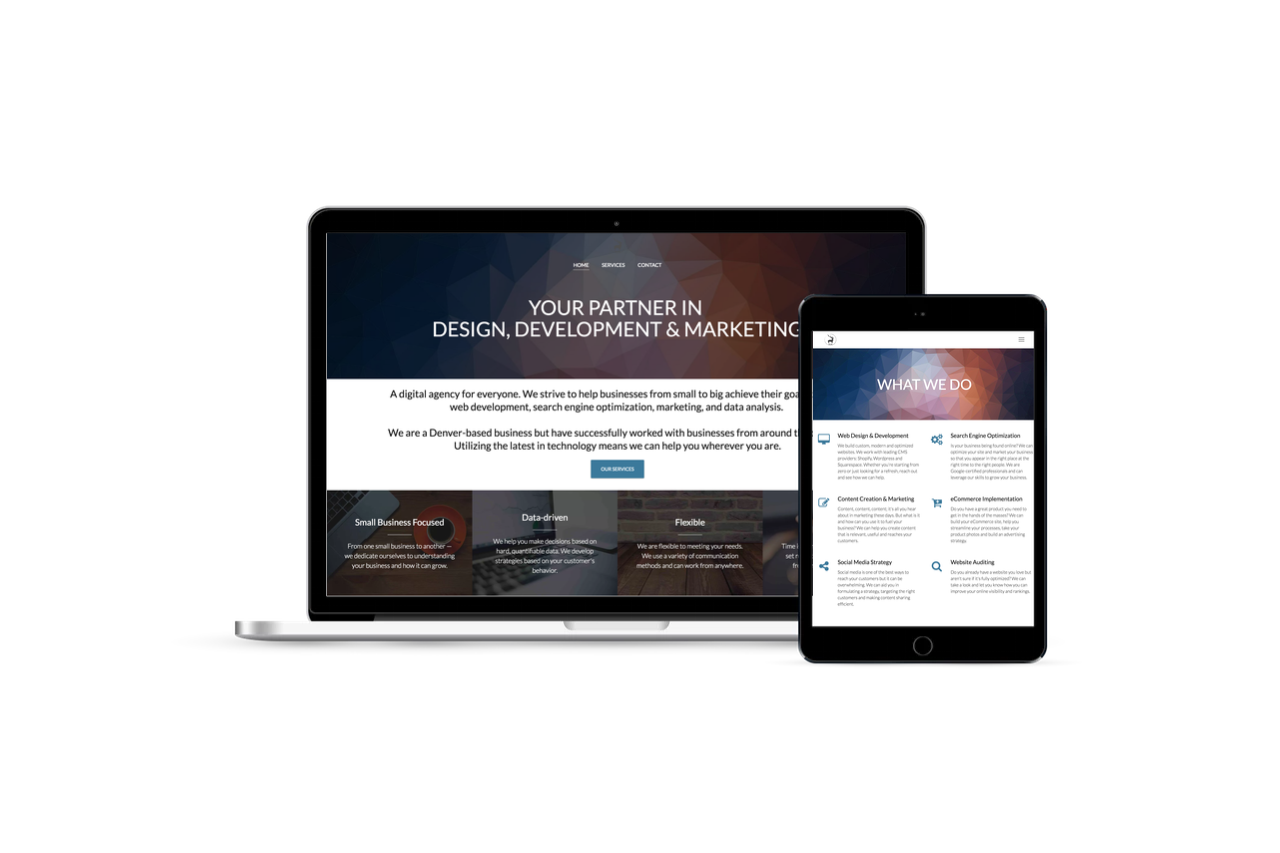 HOME SERVICES CONTACT
YOUR PARTNER IN
DESIGN, DEVELOPMENT & MARKETING
A digital agency for everyone. We strive to help businesses from small to big achieve their
web development, search engine optimization, marketing, and data analysis.
We are a Denver-based business but have successfully worked with businesses from around
Utilizing the latest in technology means we can help you wherever you are.
OUR SERVICES
Small Business Focused
From one small business to another —
we dedicate ourselves to understanding
your business and how it can grow.
Data-driven
We help you make decisions based on
hard, quantifiable data. We develop
strategies based on your customer's
behavior.
Flexible
We are flexible to meeting your needs.
We use a variety of communication
methods and can work from anywhere.
Time
set
WHAT WE DO
Web Design & Development
We build custom, modern and optimized
websites. We work with leading CMS
providers: Shopify, Wordpress and
Squarespace. Whether you're starting from
zero or just looking for a refresh, reach out
and see how we can help.
Search Engine Optimization
Is your business being found online? We can
optimize your site and market your business
so that you appear in the right place at the
right time to the right people. We are
Google certified professionals and can
leverage our skills to grow your business.
Content Creation & Marketing
Content, content, content, it's all you hear
about in marketing these days. But what is it
and how can you use it to fuel your
business? We can help you create content
that is relevant, useful and reaches your
customers.
eCommerce Implementation
Do you have a great product you need to
get in the hands of the masses? We can
build your eCommerce site, help you
streamline your processes, take your
product photos and build an advertising
strategy.
Social Media Strategy
Social media is one of the best ways to
reach your customers but it can be
overwhelming. We can aid you in
formulating a strategy, targeting the right
customers and making content sharing
efficient.
Website Auditing
Do you already have a website you love but
aren't sure if it's fully optimized? We can
take a look and let you know how you can
improve your online visibility and rankings.